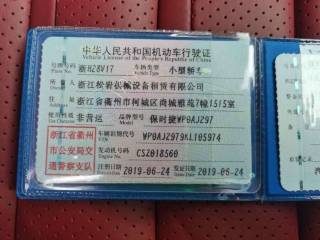 中华人民共和国机动车行驶证
Vehicle License of the People's Republic of China
号牌号码 浙HZ8V17 车辆类型 小型轿车
Plate No. Vehicle Type
所有人 浙江松岩机械设备租赁有限公司
Owner
住址 浙江省衢州市柯城区商城雅苑7幢1515室
Address
使用性质 非营运 品牌型号 保时捷WP0AJ297
Use Character Model
浙江省衢州市公安局交通警察支队
车辆识别代号 WP0AJ2979KL105974
VIN
发动机号码 CSZ018560
Engine No.
注册日期 2019-06-24 发证日期 2019-06-24
Register Date Issue Date